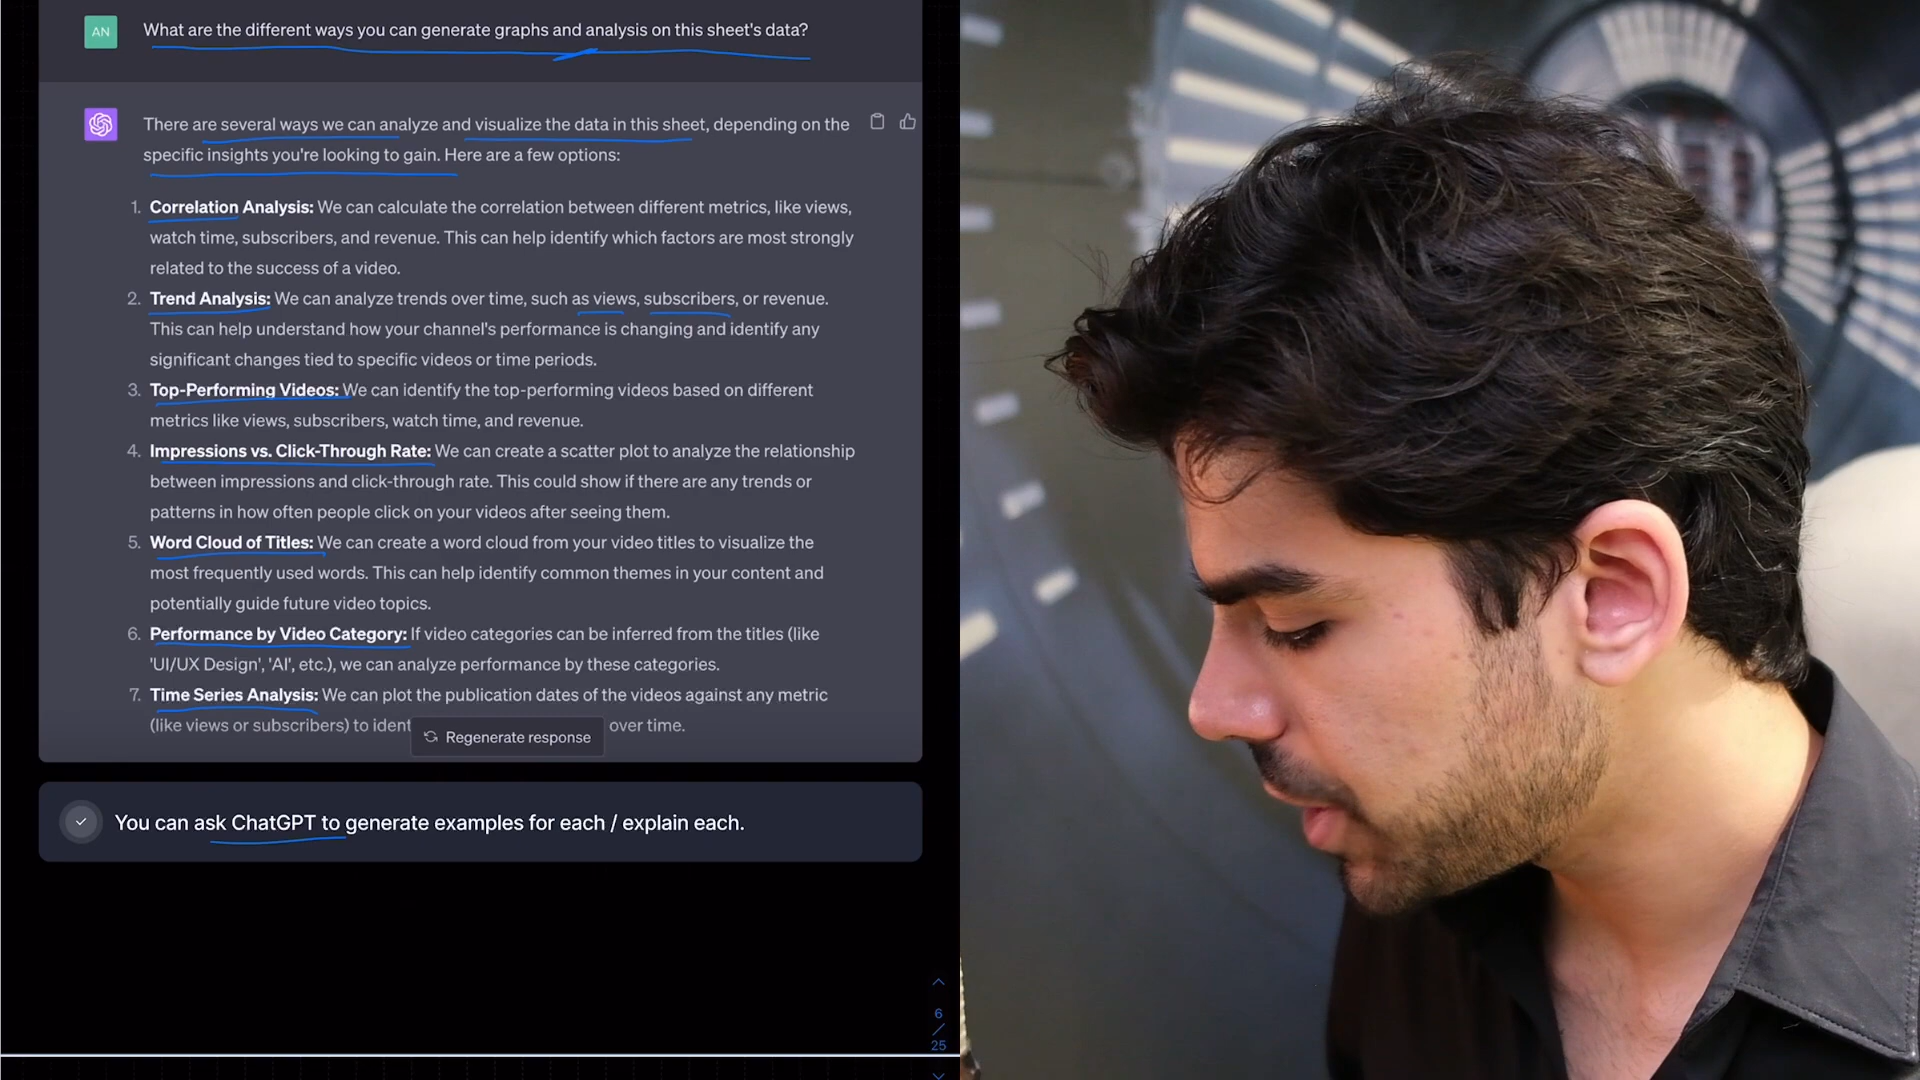 AN
What are the different ways you can generate graphs and analysis on this sheet's data?
There are several ways we can analyze and visualize the data in this sheet, depending on the
specific insights you're looking to gain. Here are a few options:
1. Correlation Analysis: We can calculate the correlation between different metrics, like views,
watch time, subscribers, and revenue. This can help identify which factors are most strongly
related to the success of a video.
2. Trend Analysis: We can analyze trends over time, such as views, subscribers, or revenue.
This can help understand how your channel's performance is changing and identify any
significant changes tied to specific videos or time periods.
3. Top-Performing Videos: We can identify the top-performing videos based on different
metrics like views, subscribers, watch time, and revenue.
4. Impressions vs. Click-Through Rate: We can create a scatter plot to analyze the relationship
between impressions and click-through rate. This could show if there are any trends or
patterns in how often people click on your videos after seeing them.
5. Word Cloud of Titles: We can create a word cloud from your video titles to visualize the
most frequently used words. This can help identify common themes in your content and
potentially guide future video topics.
6. Performance by Video Category: If video categories can be inferred from the titles (like
'UI/UX Design', 'AI', etc.), we can analyze performance by these categories.
7. Time Series Analysis: We can plot the publication dates of the videos against any metric
(like views or subscribers) to ident over time.
Regenerate response
You can ask ChatGPT to generate examples for each / explain each.
6
/
25